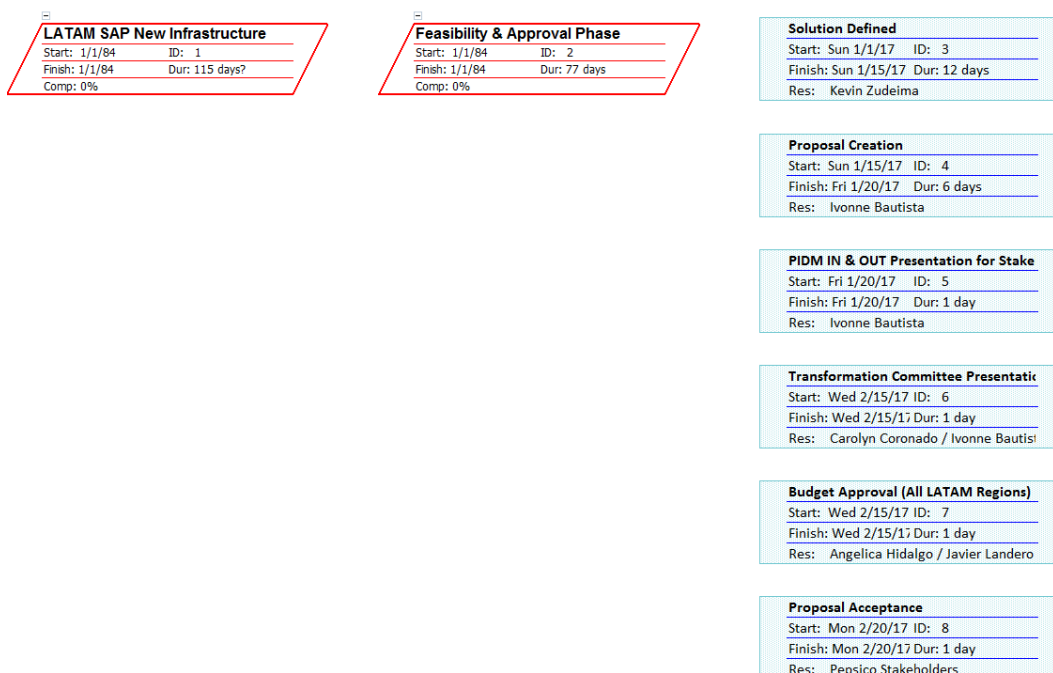 LATAM SAP New Infrastructure
Start: 1/1/84 ID: 1
Finish: 1/1/84 Dur: 115 days?
Comp: 0%
Feasibility & Approval Phase
Start: 1/1/84 ID: 2
Finish: 1/1/84 Dur: 77 days
Comp: 0%
Solution Defined
Start: Sun 1/1/17 ID: 3
Finish: Sun 1/15/17 Dur: 12 days
Res: Kevin Zudeima
Proposal Creation
Start: Sun 1/15/17 ID: 4
Finish: Fri 1/20/17 Dur: 6 days
Res: Ivonne Bautista
PIDM IN & OUT Presentation for Stake
Start: Fri 1/20/17 ID: 5
Finish: Fri 1/20/17 Dur: 1 day
Res: Ivonne Bautista
Transformation Committee Presentatic
Start: Wed 2/15/17 ID: 6
Finish: Wed 2/15/17 Dur: 1 day
Res: Carolyn Coronado / Ivonne Bautist
Budget Approval (All LATAM Regions)
Start: Wed 2/15/17 ID: 7
Finish: Wed 2/15/17 Dur: 1 day
Res: Angelica Hidalgo / Javier Landero
Proposal Acceptance
Start: Mon 2/20/17 ID: 8
Finish: Mon 2/20/17 Dur: 1 day
Res: Pepsico Stakeholders